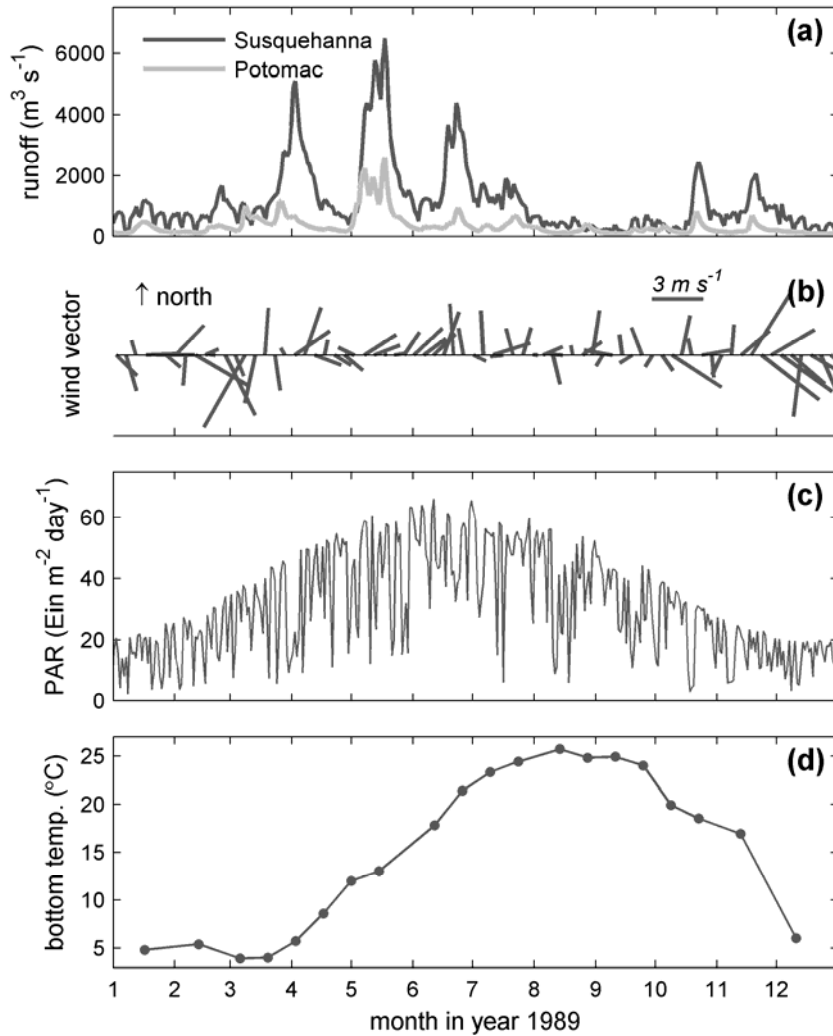 (a)
Susquehanna
Potomac
runoff (m³ s⁻¹)
6000
4000
2000
0
(b)
↑ north
3 m s⁻¹
wind vector
(c)
PAR (Ein m⁻² day⁻¹)
60
40
20
0
(d)
bottom temp. (°C)
25
20
15
10
5
1 2 3 4 5 6 7 8 9 10 11 12
month in year 1989